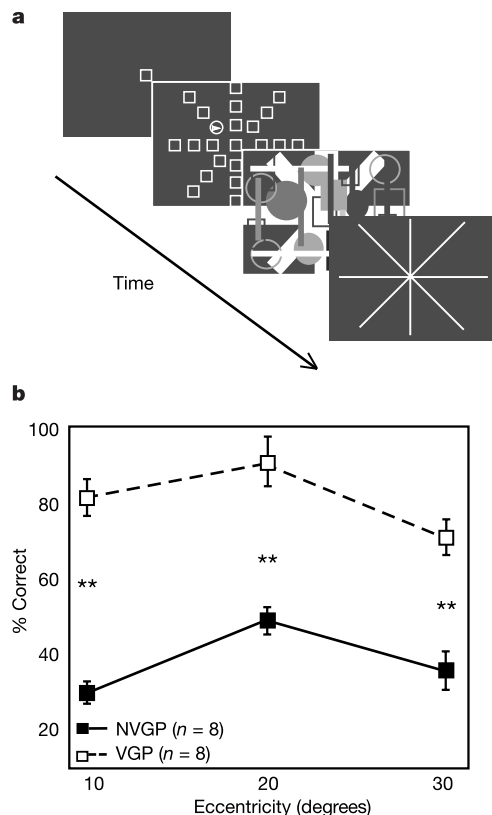 a
Time
b
100
80
60
40
20
% Correct
**
**
**
NVGP (n = 8)
VGP (n = 8)
10 20 30
Eccentricity (degrees)